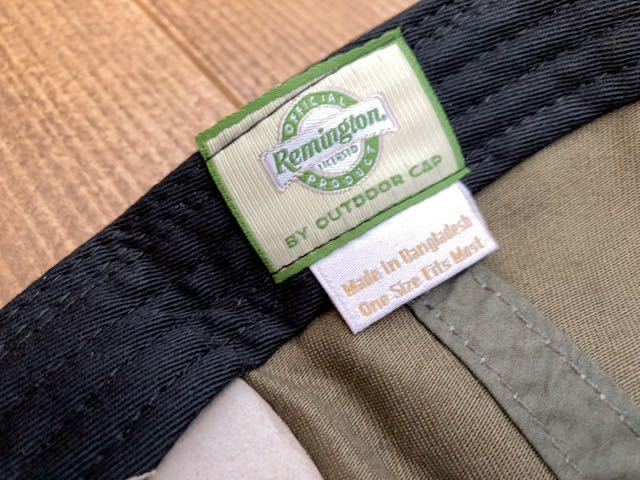 OFFICIAL
Remington®
LICENSED
PRODUCT
BY OUTDOOR CAP
Made in Bangladesh
One Size Fits Most